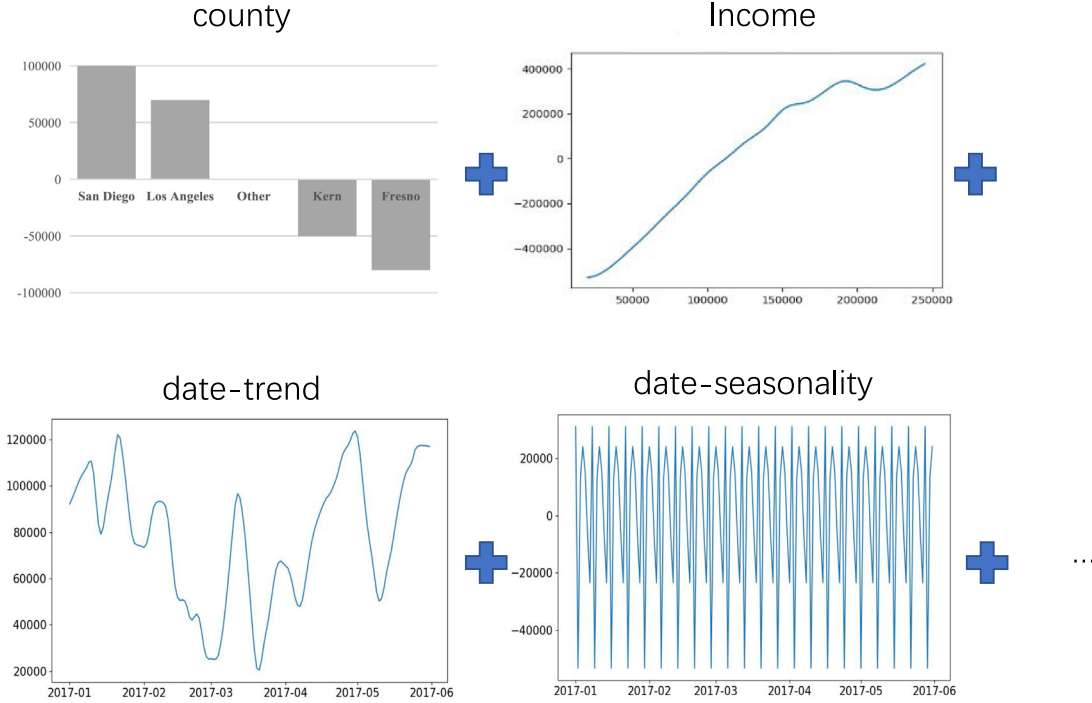 county
Income
100000
50000
0
-50000
-100000
San Diego Los Angeles Other Kern Fresno
400000
200000
0
−200000
−400000
50000 100000 150000 200000 250000
date-trend
date-seasonality
120000
100000
80000
60000
40000
20000
2017-01 2017-02 2017-03 2017-04 2017-05 2017-06
20000
0
−20000
−40000
2017-01 2017-02 2017-03 2017-04 2017-05 2017-06
...